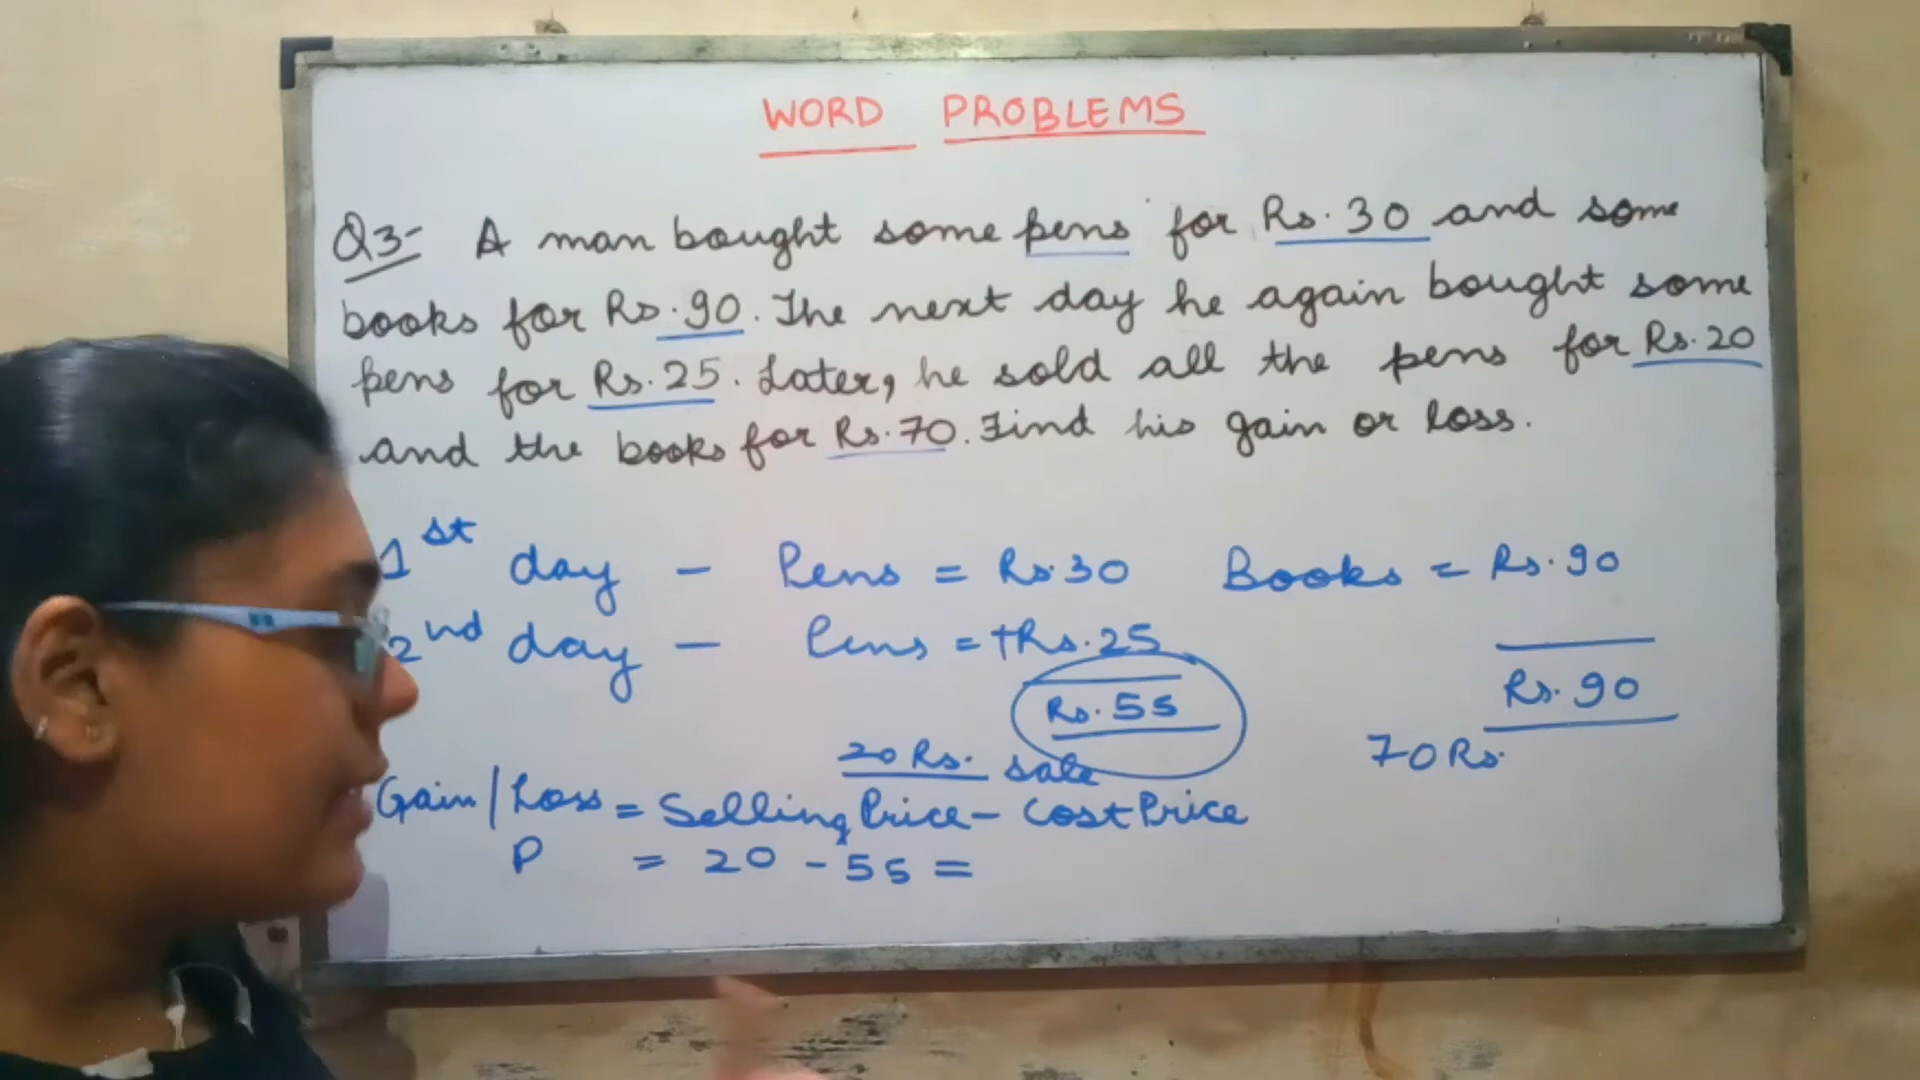 WORD PROBLEMS
Q3- A man bought some pens for Rs. 30 and some
books for Rs. 90. The next day he again bought some
pens for Rs. 25. Later, he sold all the pens for Rs. 20
and the books for Rs. 70. Find his gain or loss.
1st day - Pens = Rs 30 Books = Rs. 90
2nd day - Pens = +Rs. 25
Rs. 55 Rs. 90
20 Rs. sale 70 Rs.
Gain / Loss = Selling Price - Cost Price
P = 20 - 55 =